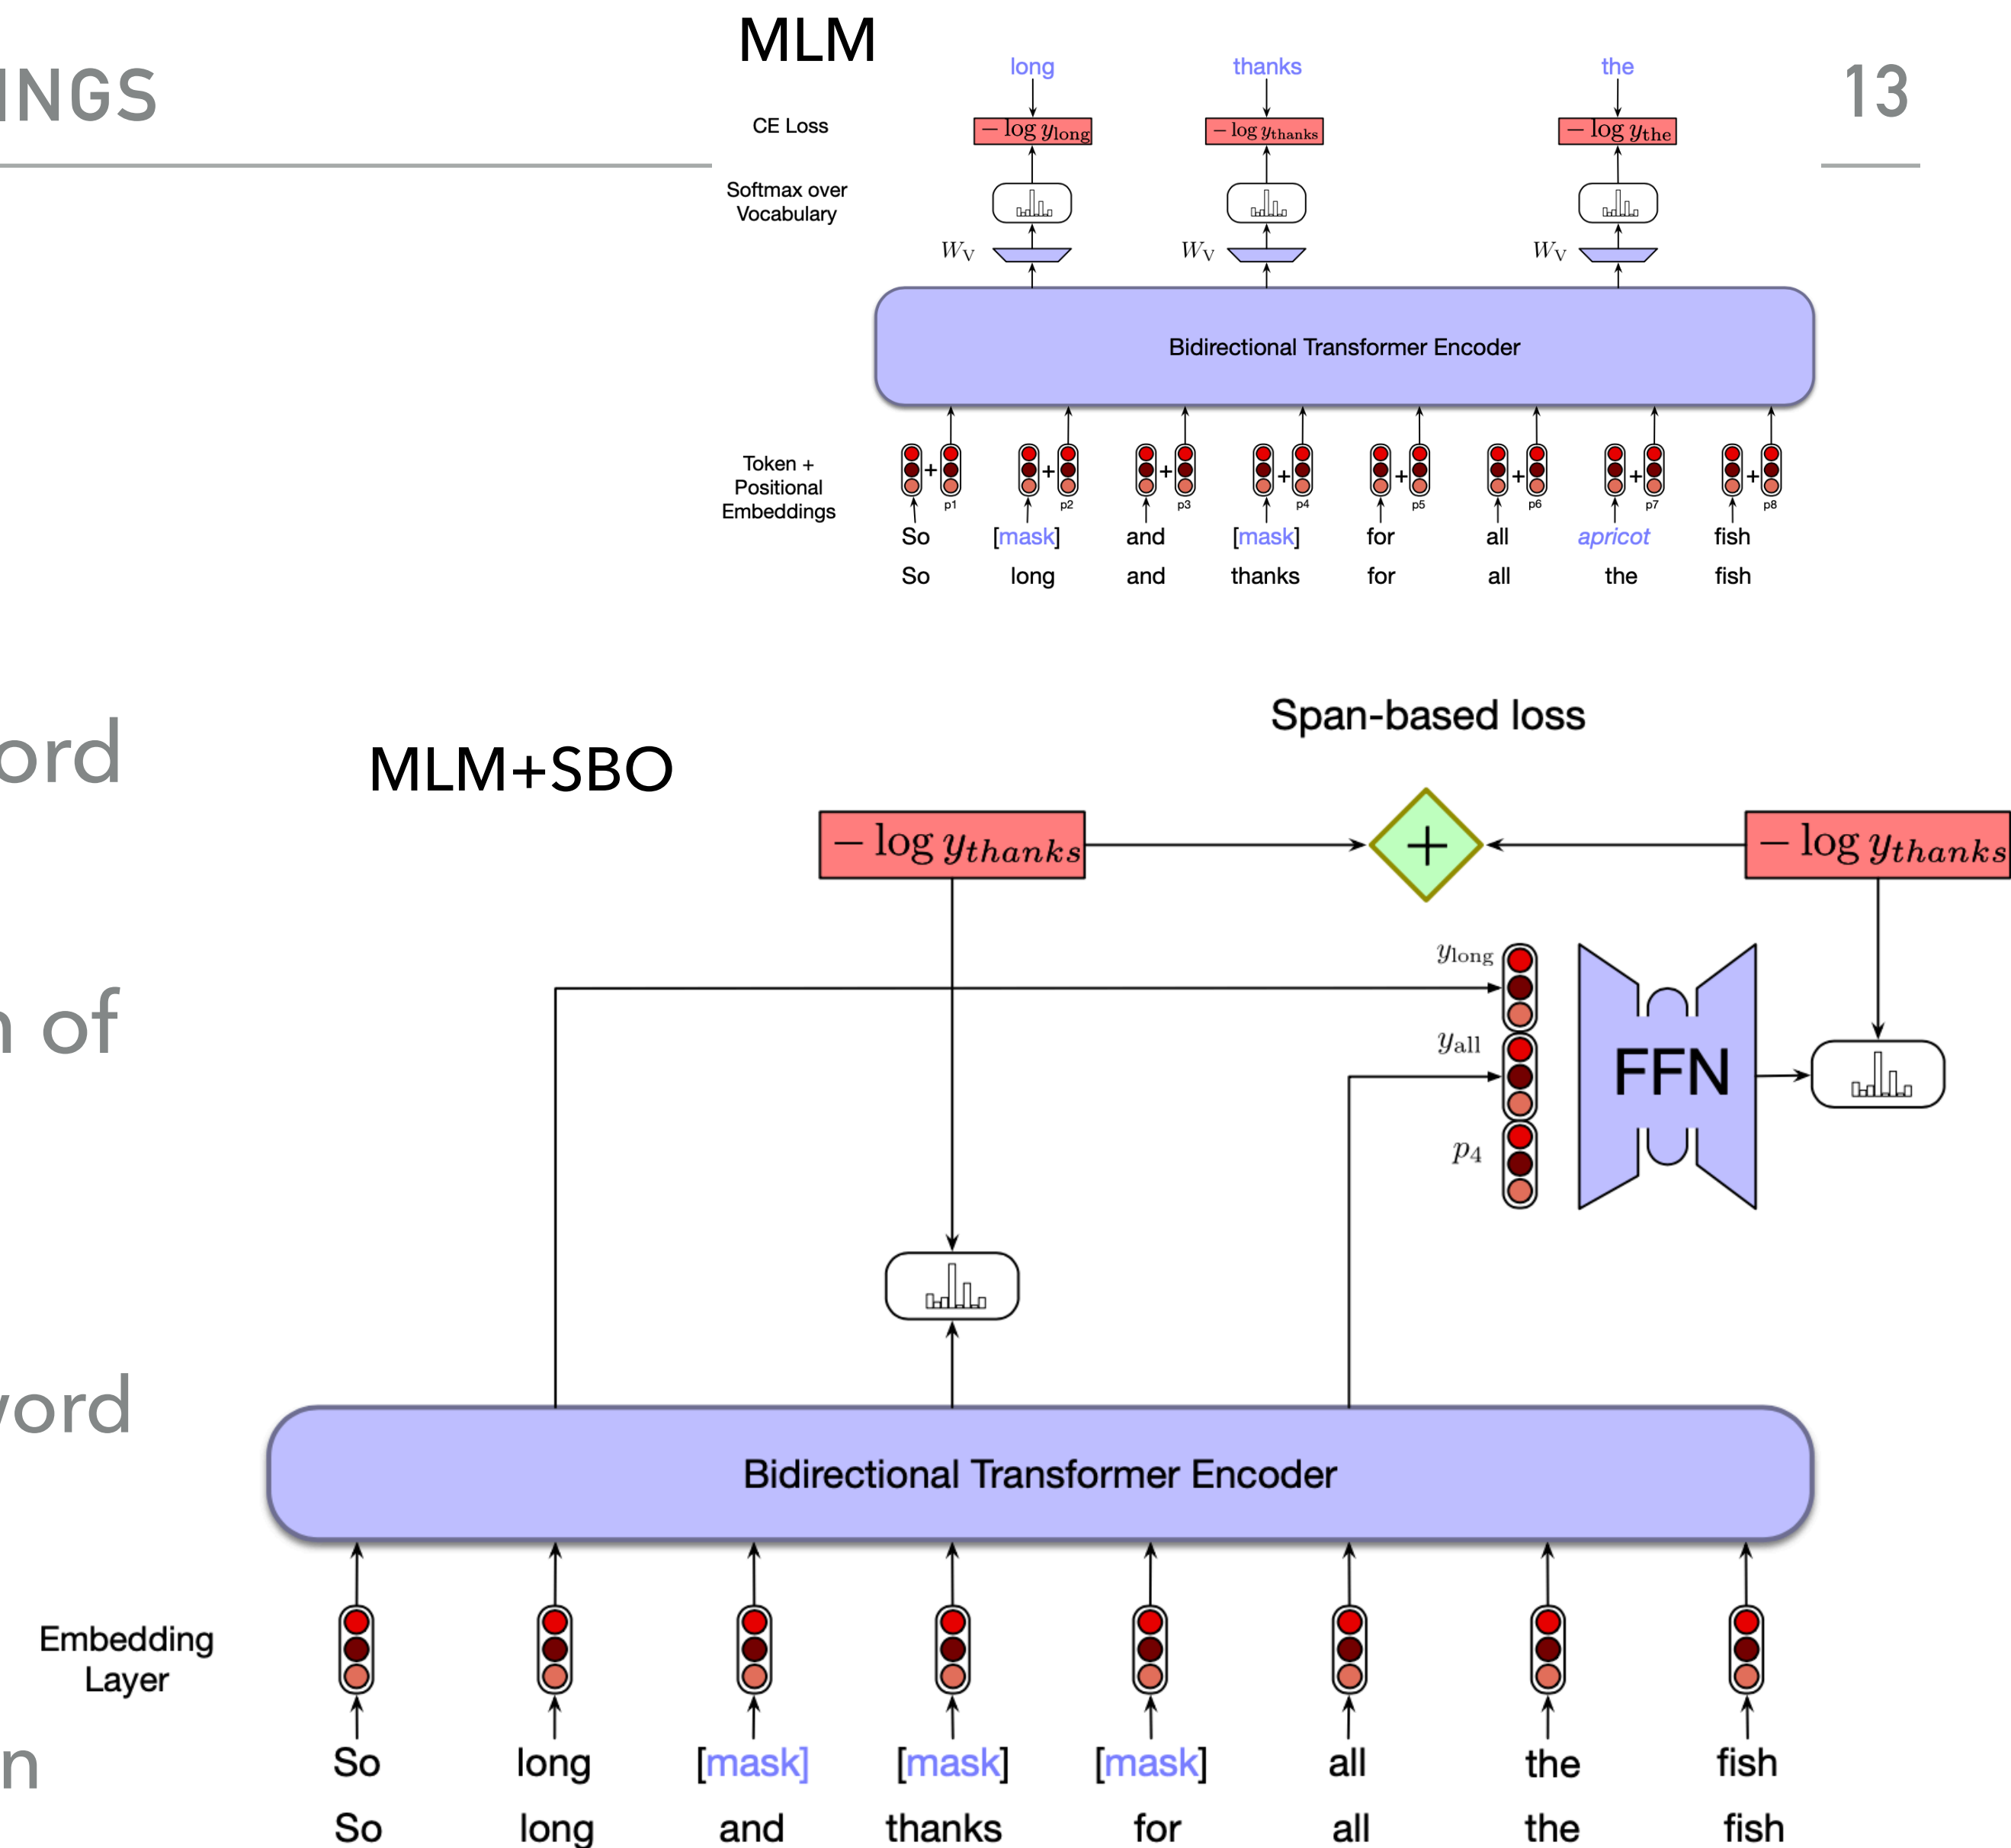 INGS
13
MLM
long thanks the
CE Loss
− log y_long − log y_thanks − log y_the
Softmax over
Vocabulary
W_V W_V W_V
Bidirectional Transformer Encoder
Token +
Positional
Embeddings
+ + + + + + + +
p1 p2 p3 p4 p5 p6 p7 p8
So [mask] and [mask] for all apricot fish
So long and thanks for all the fish
ord
MLM+SBO
Span-based loss
− log y_thanks + − log y_thanks
y_long
n of
y_all
FFN
p_4
word
Bidirectional Transformer Encoder
Embedding
Layer
n
So long [mask] [mask] [mask] all the fish
So long and thanks for all the fish